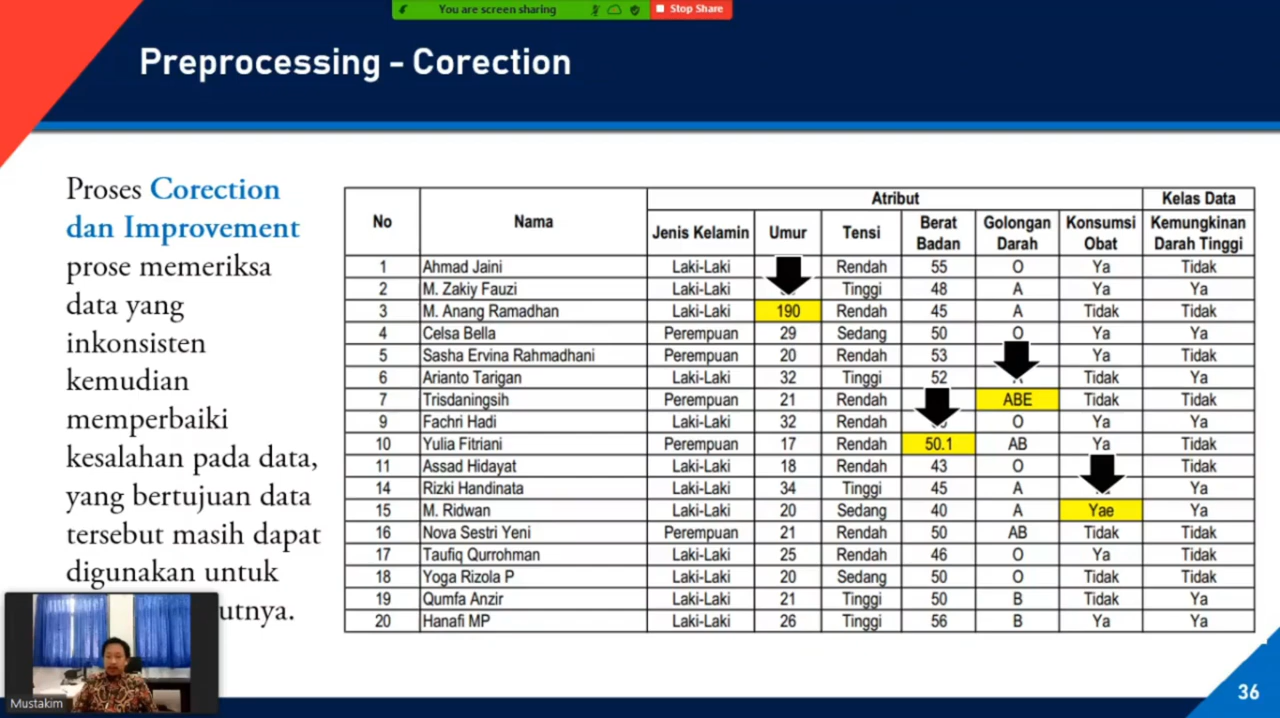 You are screen sharing Stop Share
Preprocessing - Corection
Proses Corection
dan Improvement
prose memeriksa
data yang
inkonsisten
kemudian
memperbaiki
kesalahan pada data,
yang bertujuan data
tersebut masih dapat
digunakan untuk
utnya.
No Nama Atribut Kelas Data
Jenis Kelamin Umur Tensi Berat Badan Golongan Darah Konsumsi Obat Kemungkinan Darah Tinggi
1 Ahmad Jaini Laki-Laki Rendah 55 O Ya Tidak
2 M. Zakiy Fauzi Laki-Laki Tinggi 48 A Ya Ya
3 M. Anang Ramadhan Laki-Laki 190 Rendah 45 A Tidak Tidak
4 Celsa Bella Perempuan 29 Sedang 50 O Ya Ya
5 Sasha Ervina Rahmadhani Perempuan 20 Rendah 53 Ya Tidak
6 Arianto Tarigan Laki-Laki 32 Tinggi 52 Tidak Ya
7 Trisdaningsih Perempuan 21 Rendah ABE Tidak Tidak
9 Fachri Hadi Laki-Laki 32 Rendah O Ya Ya
10 Yulia Fitriani Perempuan 17 Rendah 50.1 AB Ya Tidak
11 Assad Hidayat Laki-Laki 18 Rendah 43 O Tidak
14 Rizki Handinata Laki-Laki 34 Tinggi 45 A Ya
15 M. Ridwan Laki-Laki 20 Sedang 40 A Yae Ya
16 Nova Sestri Yeni Perempuan 21 Rendah 50 AB Tidak Tidak
17 Taufiq Qurrohman Laki-Laki 25 Rendah 46 O Ya Tidak
18 Yoga Rizola P Laki-Laki 20 Sedang 50 O Tidak Tidak
19 Qumfa Anzir Laki-Laki 21 Tinggi 50 B Tidak Ya
20 Hanafi MP Laki-Laki 26 Tinggi 56 B Ya Ya
Mustakim
36